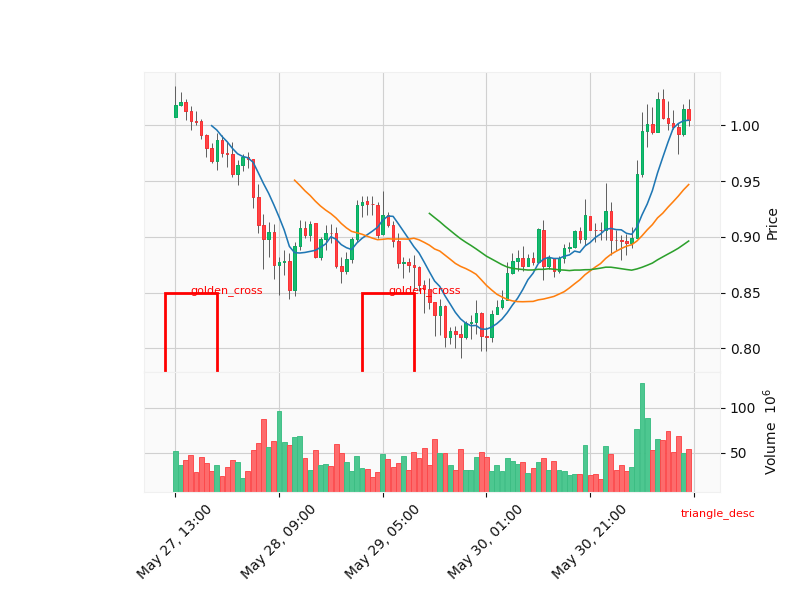 1.00
0.95
0.90
0.85
0.80
Price
golden_cross
golden_cross
100
50
Volume 10^6
May 27, 13:00
May 28, 09:00
May 29, 05:00
May 30, 01:00
May 30, 21:00
triangle_desc